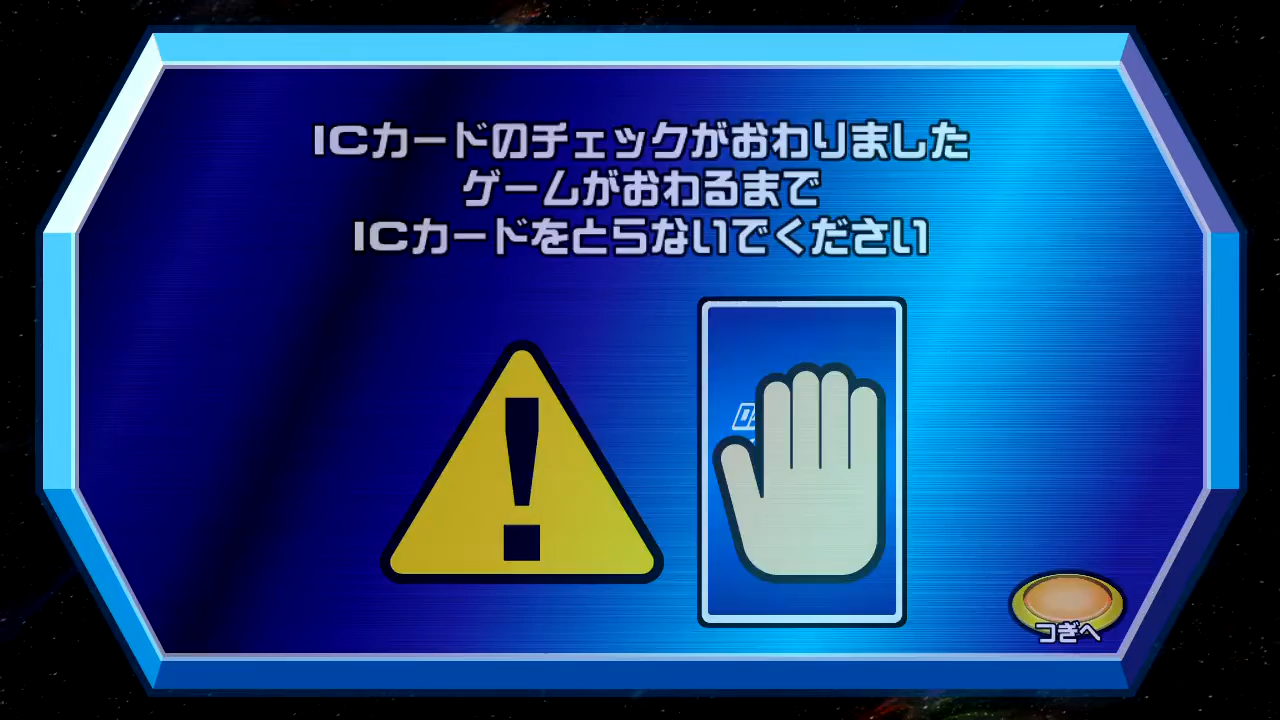 ICカードのチェックがおわりました
ゲームがおわるまで
ICカードをとらないでください
つぎへ